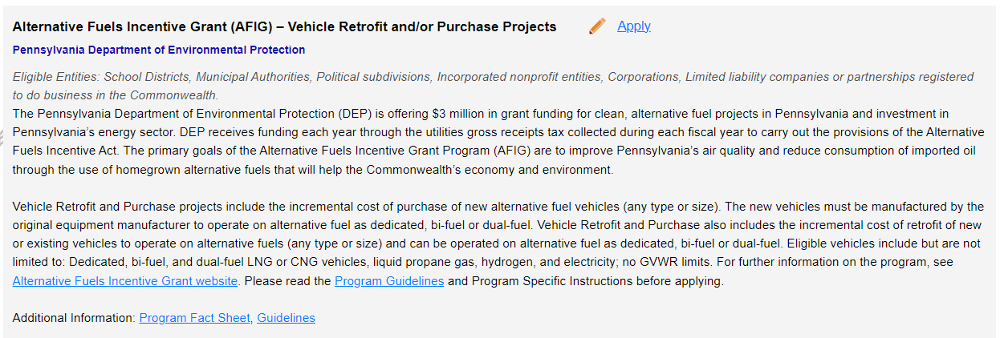 Alternative Fuels Incentive Grant (AFIG) – Vehicle Retrofit and/or Purchase Projects Apply
Pennsylvania Department of Environmental Protection
Eligible Entities: School Districts, Municipal Authorities, Political subdivisions, Incorporated nonprofit entities, Corporations, Limited liability companies or partnerships registered
to do business in the Commonwealth.
The Pennsylvania Department of Environmental Protection (DEP) is offering $3 million in grant funding for clean, alternative fuel projects in Pennsylvania and investment in
Pennsylvania's energy sector. DEP receives funding each year through the utilities gross receipts tax collected during each fiscal year to carry out the provisions of the Alternative
Fuels Incentive Act. The primary goals of the Alternative Fuels Incentive Grant Program (AFIG) are to improve Pennsylvania's air quality and reduce consumption of imported oil
through the use of homegrown alternative fuels that will help the Commonwealth's economy and environment.
Vehicle Retrofit and Purchase projects include the incremental cost of purchase of new alternative fuel vehicles (any type or size). The new vehicles must be manufactured by the
original equipment manufacturer to operate on alternative fuel as dedicated, bi-fuel or dual-fuel. Vehicle Retrofit and Purchase also includes the incremental cost of retrofit of new
or existing vehicles to operate on alternative fuels (any type or size) and can be operated on alternative fuel as dedicated, bi-fuel or dual-fuel. Eligible vehicles include but are not
limited to: Dedicated, bi-fuel, and dual-fuel LNG or CNG vehicles, liquid propane gas, hydrogen, and electricity; no GVWR limits. For further information on the program, see
Alternative Fuels Incentive Grant website. Please read the Program Guidelines and Program Specific Instructions before applying.
Additional Information: Program Fact Sheet, Guidelines